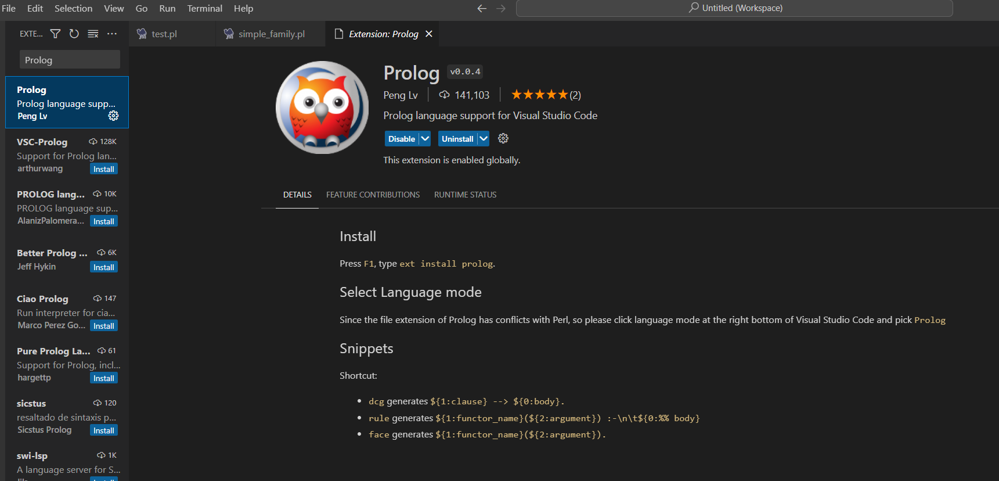 File Edit Selection View Go Run Terminal Help
Untitled (Workspace)
EXTE...
test.pl
simple_family.pl
Extension: Prolog
Prolog
Prolog
Prolog language supp...
Peng Lv
VSC-Prolog 128K
Support for Prolog lan...
arthurwang Install
PROLOG lang... 10K
PROLOG language sup...
AlanizPalomera... Install
Better Prolog ... 6K
Jeff Hykin Install
Ciao Prolog 147
Run interpreter for cia...
Marco Perez Go... Install
Pure Prolog La... 61
Support for Prolog, incl...
hargettp Install
sicstus 120
resaltado de sintaxis p...
Sicstus Prolog Install
swi-lsp 1K
A language server for S...
Prolog v0.0.4
Peng Lv 141,103 (2)
Prolog language support for Visual Studio Code
Disable Uninstall
This extension is enabled globally.
DETAILS FEATURE CONTRIBUTIONS RUNTIME STATUS
Install
Press F1, type ext install prolog.
Select Language mode
Since the file extension of Prolog has conflicts with Perl, so please click language mode at the right bottom of Visual Studio Code and pick Prolog
Snippets
Shortcut:
dcg generates ${1:clause} --> ${0:body}.
rule generates ${1:functor_name}(${2:argument}) :-\n\t${0:%% body}
face generates ${1:functor_name}(${2:argument}).